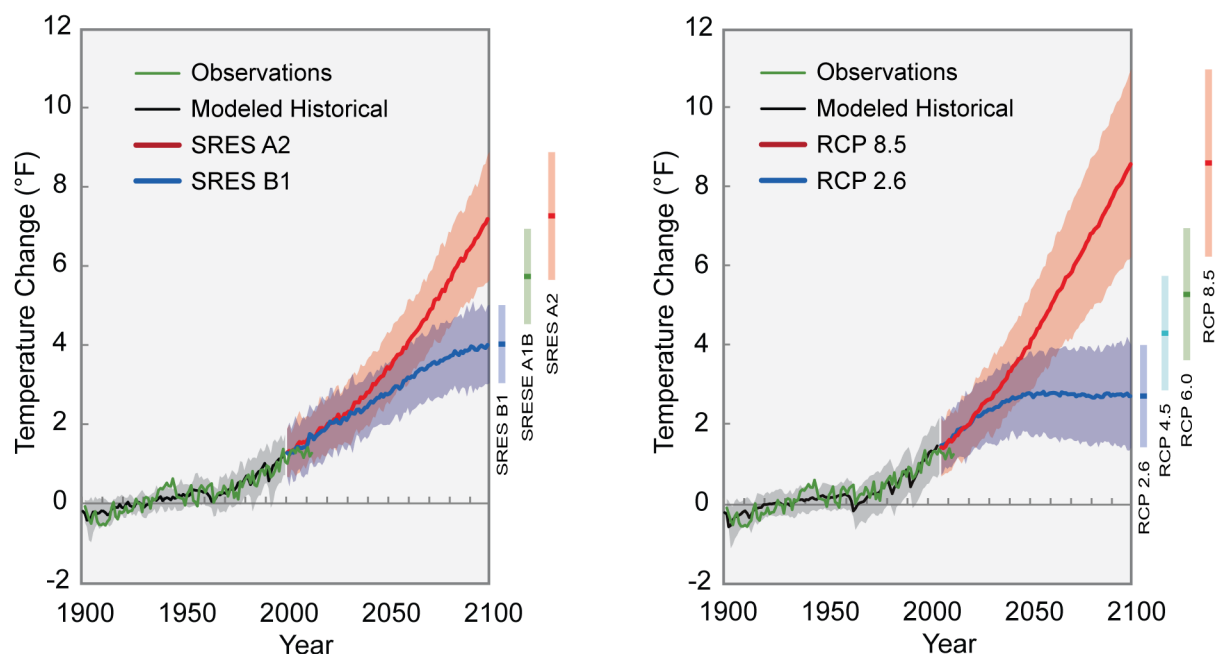 12
10
8
6
4
2
0
-2
Temperature Change (°F)
Observations
Modeled Historical
SRES A2
SRES B1
1900
1950
2000
2050
2100
Year
SRES B1
SRESE A1B
SRES A2
12
10
8
6
4
2
0
-2
Temperature Change (°F)
Observations
Modeled Historical
RCP 8.5
RCP 2.6
1900
1950
2000
2050
2100
Year
RCP 2.6
RCP 4.5
RCP 6.0
RCP 8.5